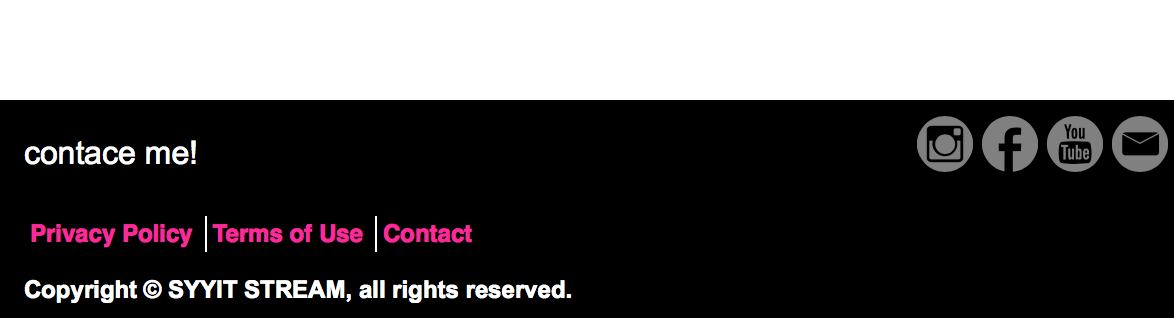 contace me!
You
Tube
Privacy Policy Terms of Use Contact
Copyright © SYYIT STREAM, all rights reserved.